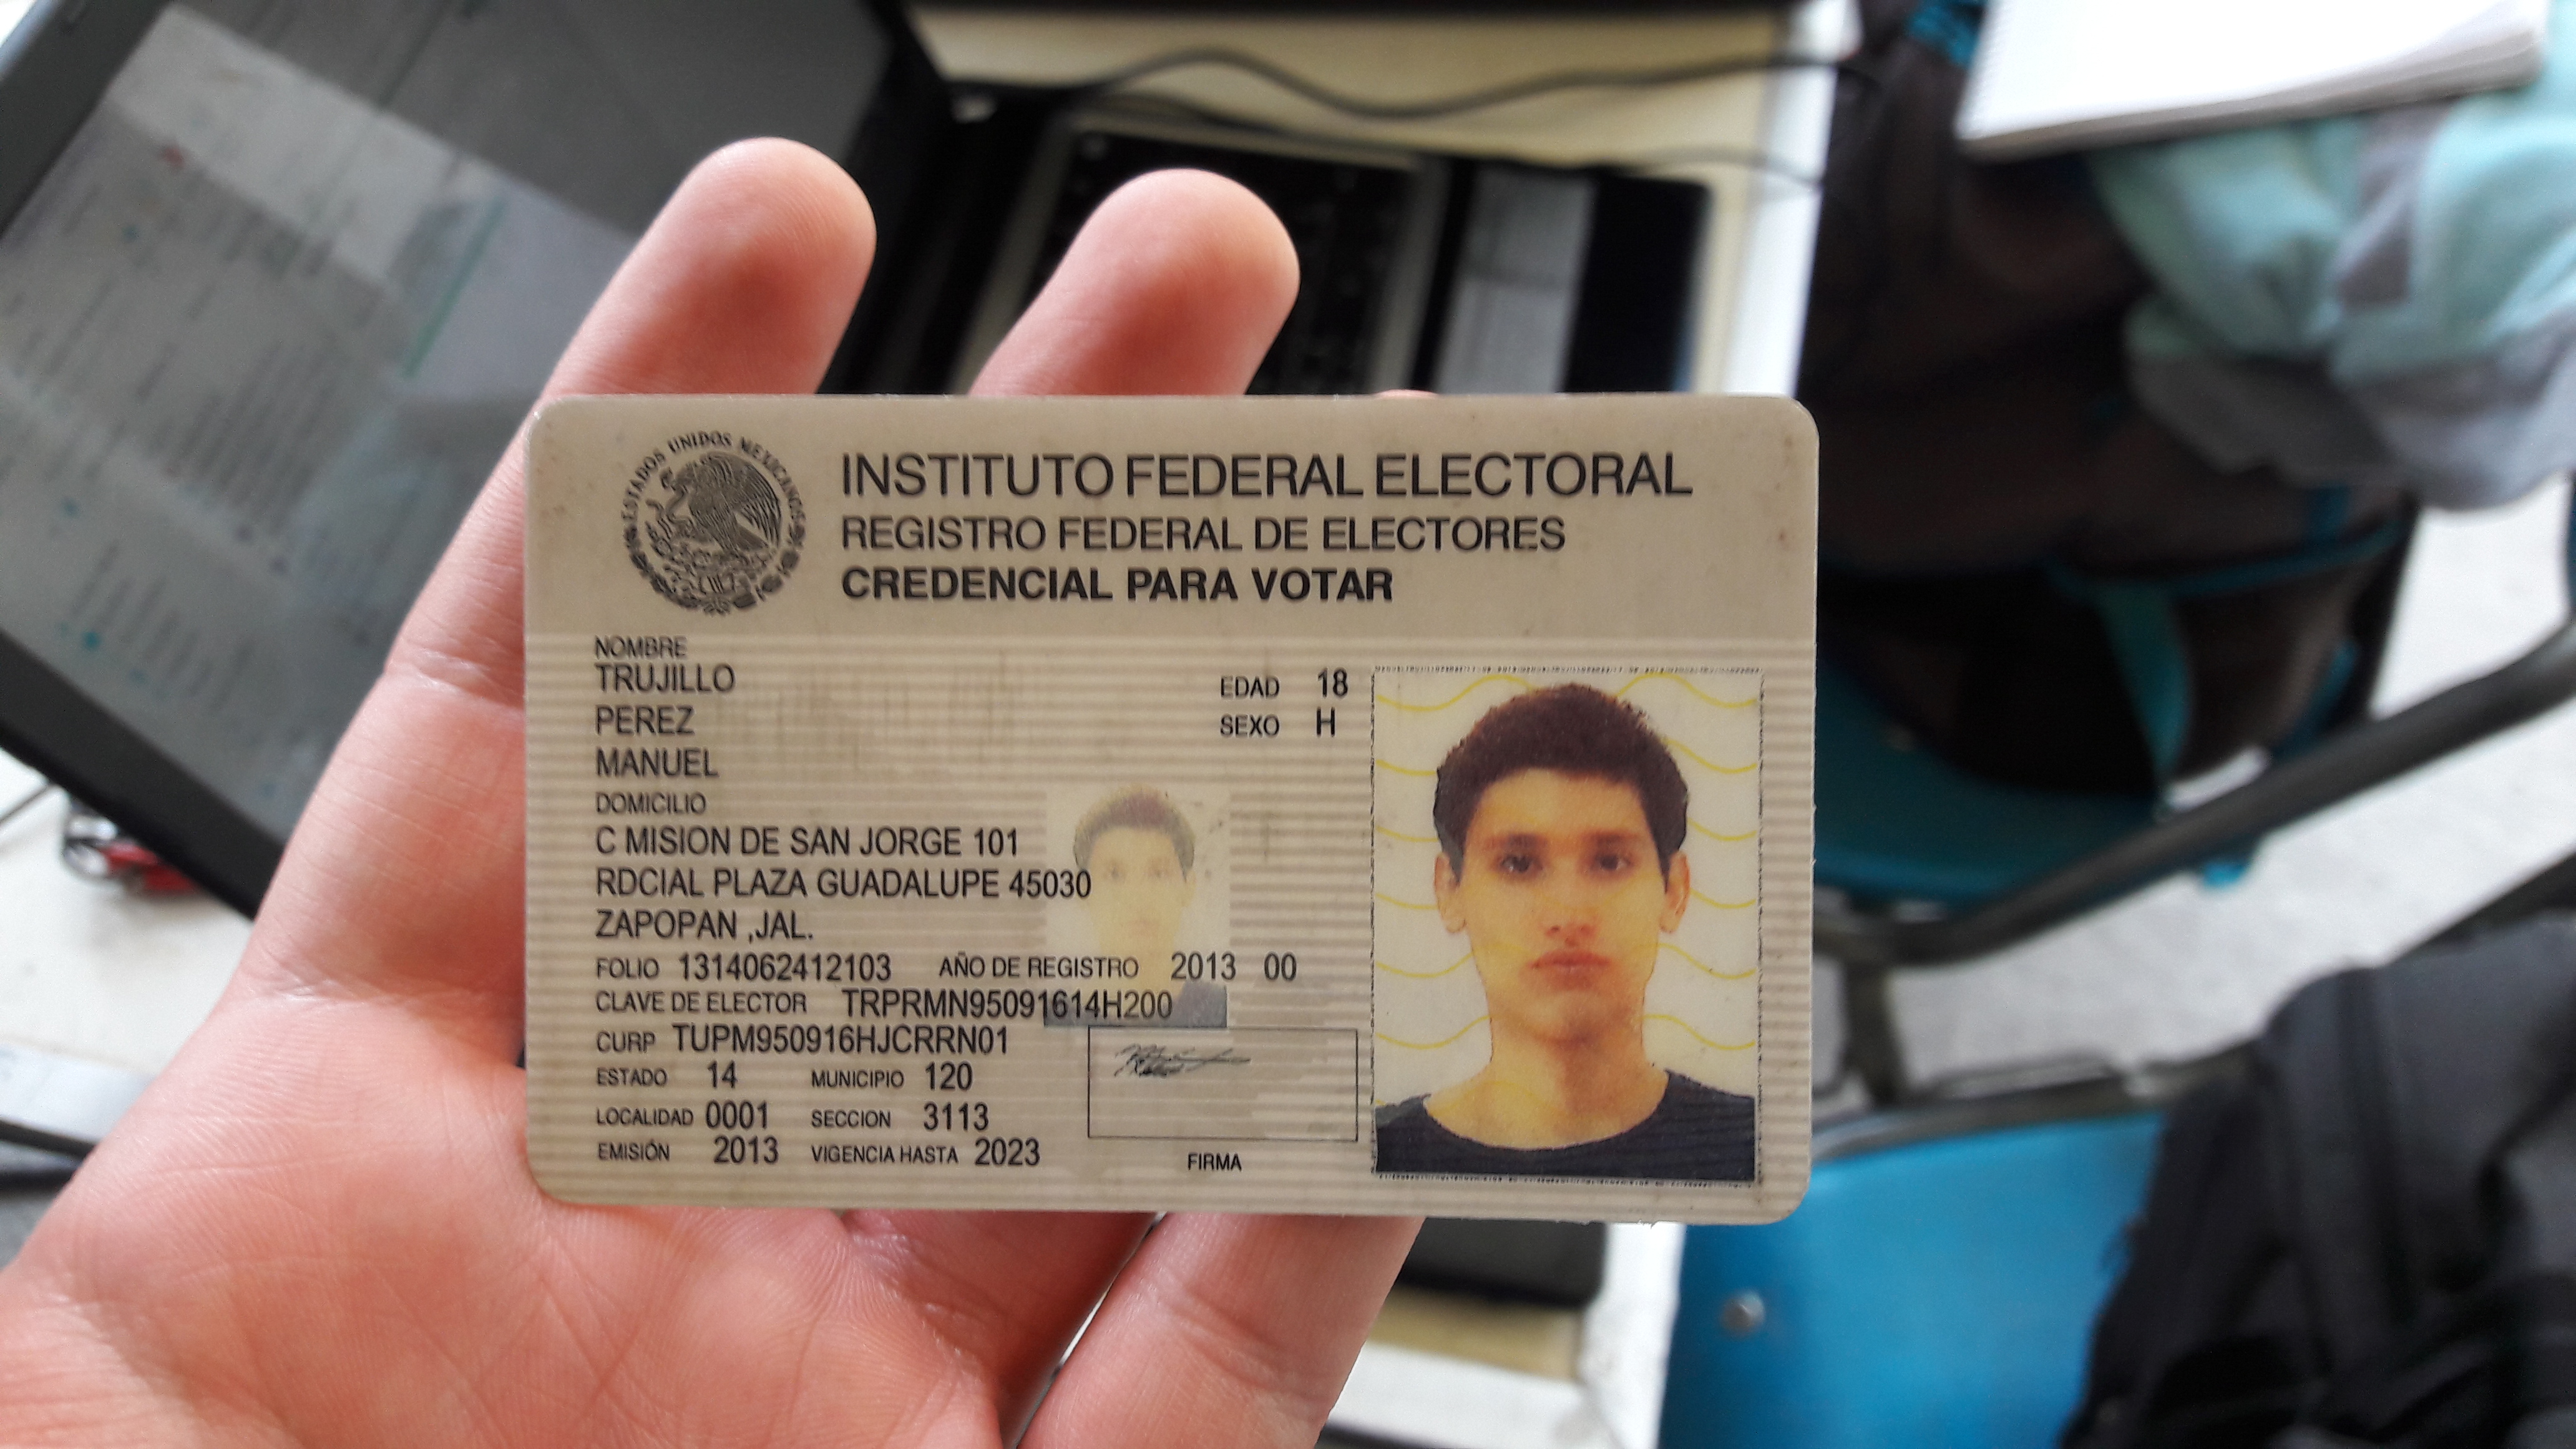 ESTADOS UNIDOS MEXICANOS
INSTITUTO FEDERAL ELECTORAL
REGISTRO FEDERAL DE ELECTORES
CREDENCIAL PARA VOTAR
NOMBRE
TRUJILLO
PEREZ
MANUEL
EDAD 18
SEXO H
DOMICILIO
C MISION DE SAN JORGE 101
RDCIAL PLAZA GUADALUPE 45030
ZAPOPAN ,JAL.
FOLIO 1314062412103 AÑO DE REGISTRO 2013 00
CLAVE DE ELECTOR TRPRMN95091614H200
CURP TUPM950916HJCRRN01
ESTADO 14 MUNICIPIO 120
LOCALIDAD 0001 SECCION 3113
EMISIÓN 2013 VIGENCIA HASTA 2023
FIRMA